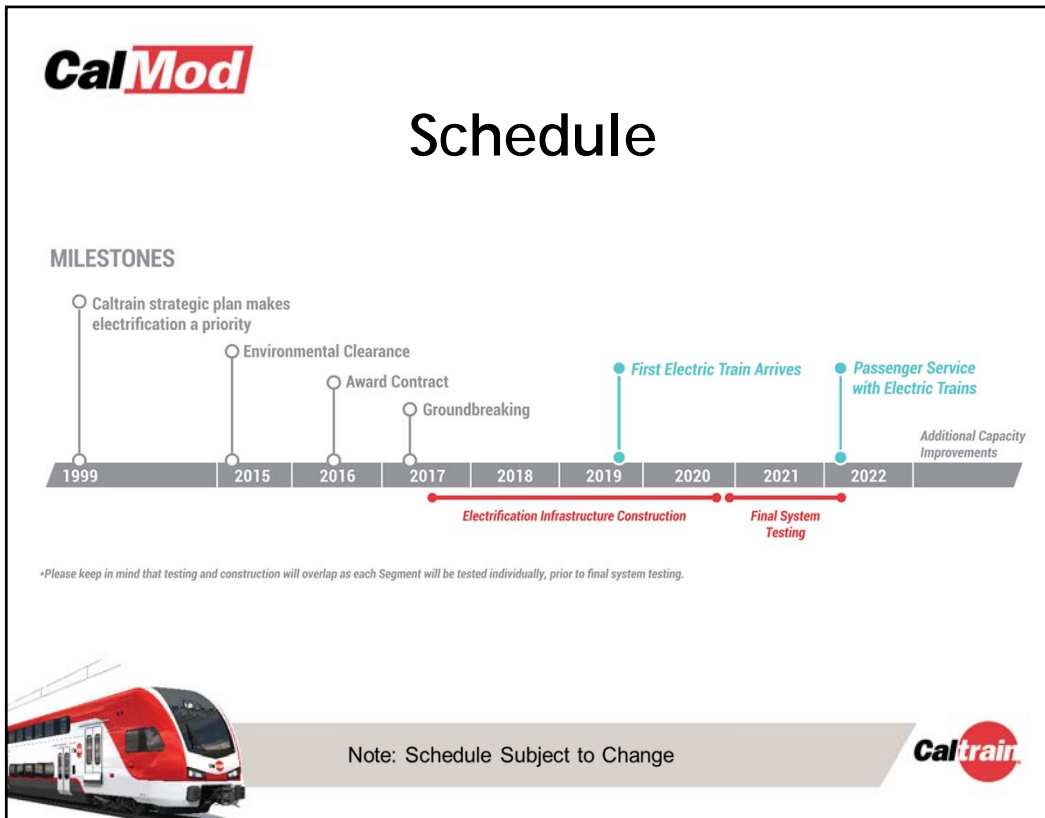 CalMod
Schedule
MILESTONES
Caltrain strategic plan makes
electrification a priority
Environmental Clearance
Award Contract
Groundbreaking
First Electric Train Arrives
Passenger Service
with Electric Trains
Additional Capacity
Improvements
1999 2015 2016 2017 2018 2019 2020 2021 2022
Electrification Infrastructure Construction
Final System
Testing
*Please keep in mind that testing and construction will overlap as each Segment will be tested individually, prior to final system testing.
Note: Schedule Subject to Change
Caltrain